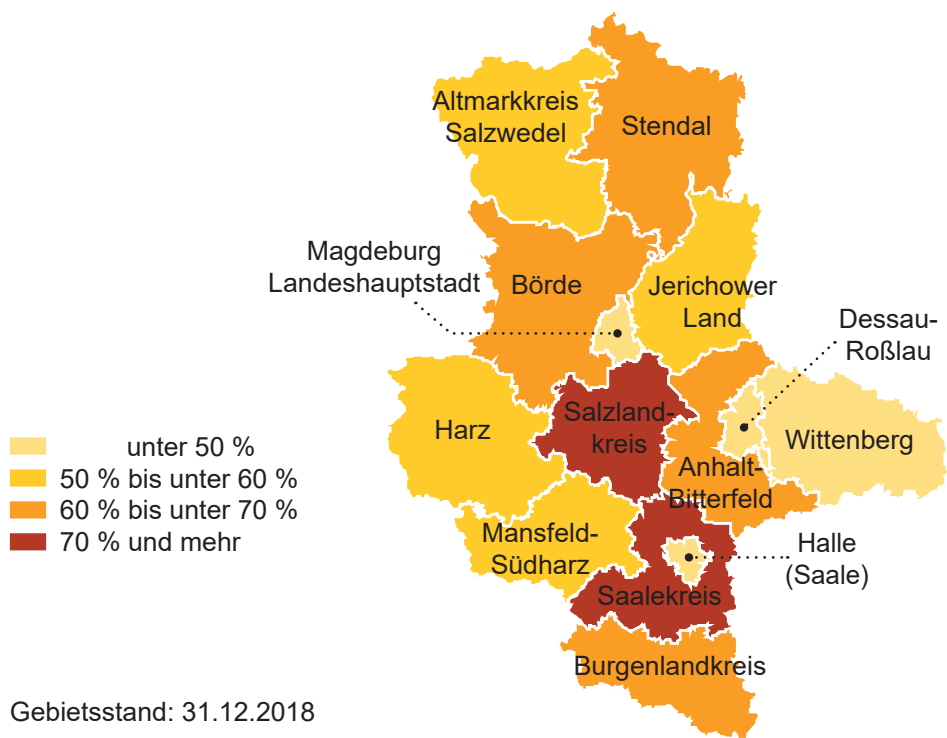 Altmarkkreis
Salzwedel
Stendal
Magdeburg
Landeshauptstadt
Börde
Jerichower
Land
Dessau-
Roßlau
Harz
Salzland-
kreis
Wittenberg
Anhalt-
Bitterfeld
unter 50 %
50 % bis unter 60 %
60 % bis unter 70 %
70 % und mehr
Mansfeld-
Südharz
Halle
(Saale)
Saalekreis
Burgenlandkreis
Gebietsstand: 31.12.2018